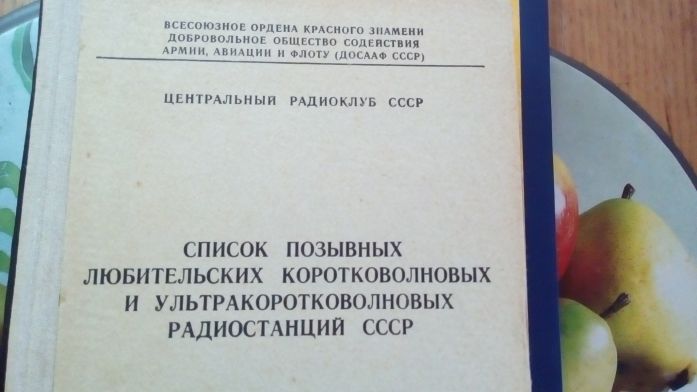 ВСЕСОЮЗНОЕ ОРДЕНА КРАСНОГО ЗНАМЕНИ
ДОБРОВОЛЬНОЕ ОБЩЕСТВО СОДЕЙСТВИЯ
АРМИИ, АВИАЦИИ И ФЛОТУ (ДОСААФ СССР)
ЦЕНТРАЛЬНЫЙ РАДИОКЛУБ СССР
СПИСОК ПОЗЫВНЫХ
ЛЮБИТЕЛЬСКИХ КОРОТКОВОЛНОВЫХ
И УЛЬТРАКОРОТКОВОЛНОВЫХ
РАДИОСТАНЦИЙ СССР